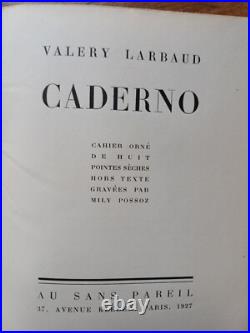 VALERY LARBAUD
CADERNO
CAHIER ORNÉ
DE HUIT
POINTES SÈCHES
HORS TEXTE
GRAVÉES PAR
MILY POSSOZ
AU SANS PAREIL
37, AVENUE KLÉBER, PARIS, 1927